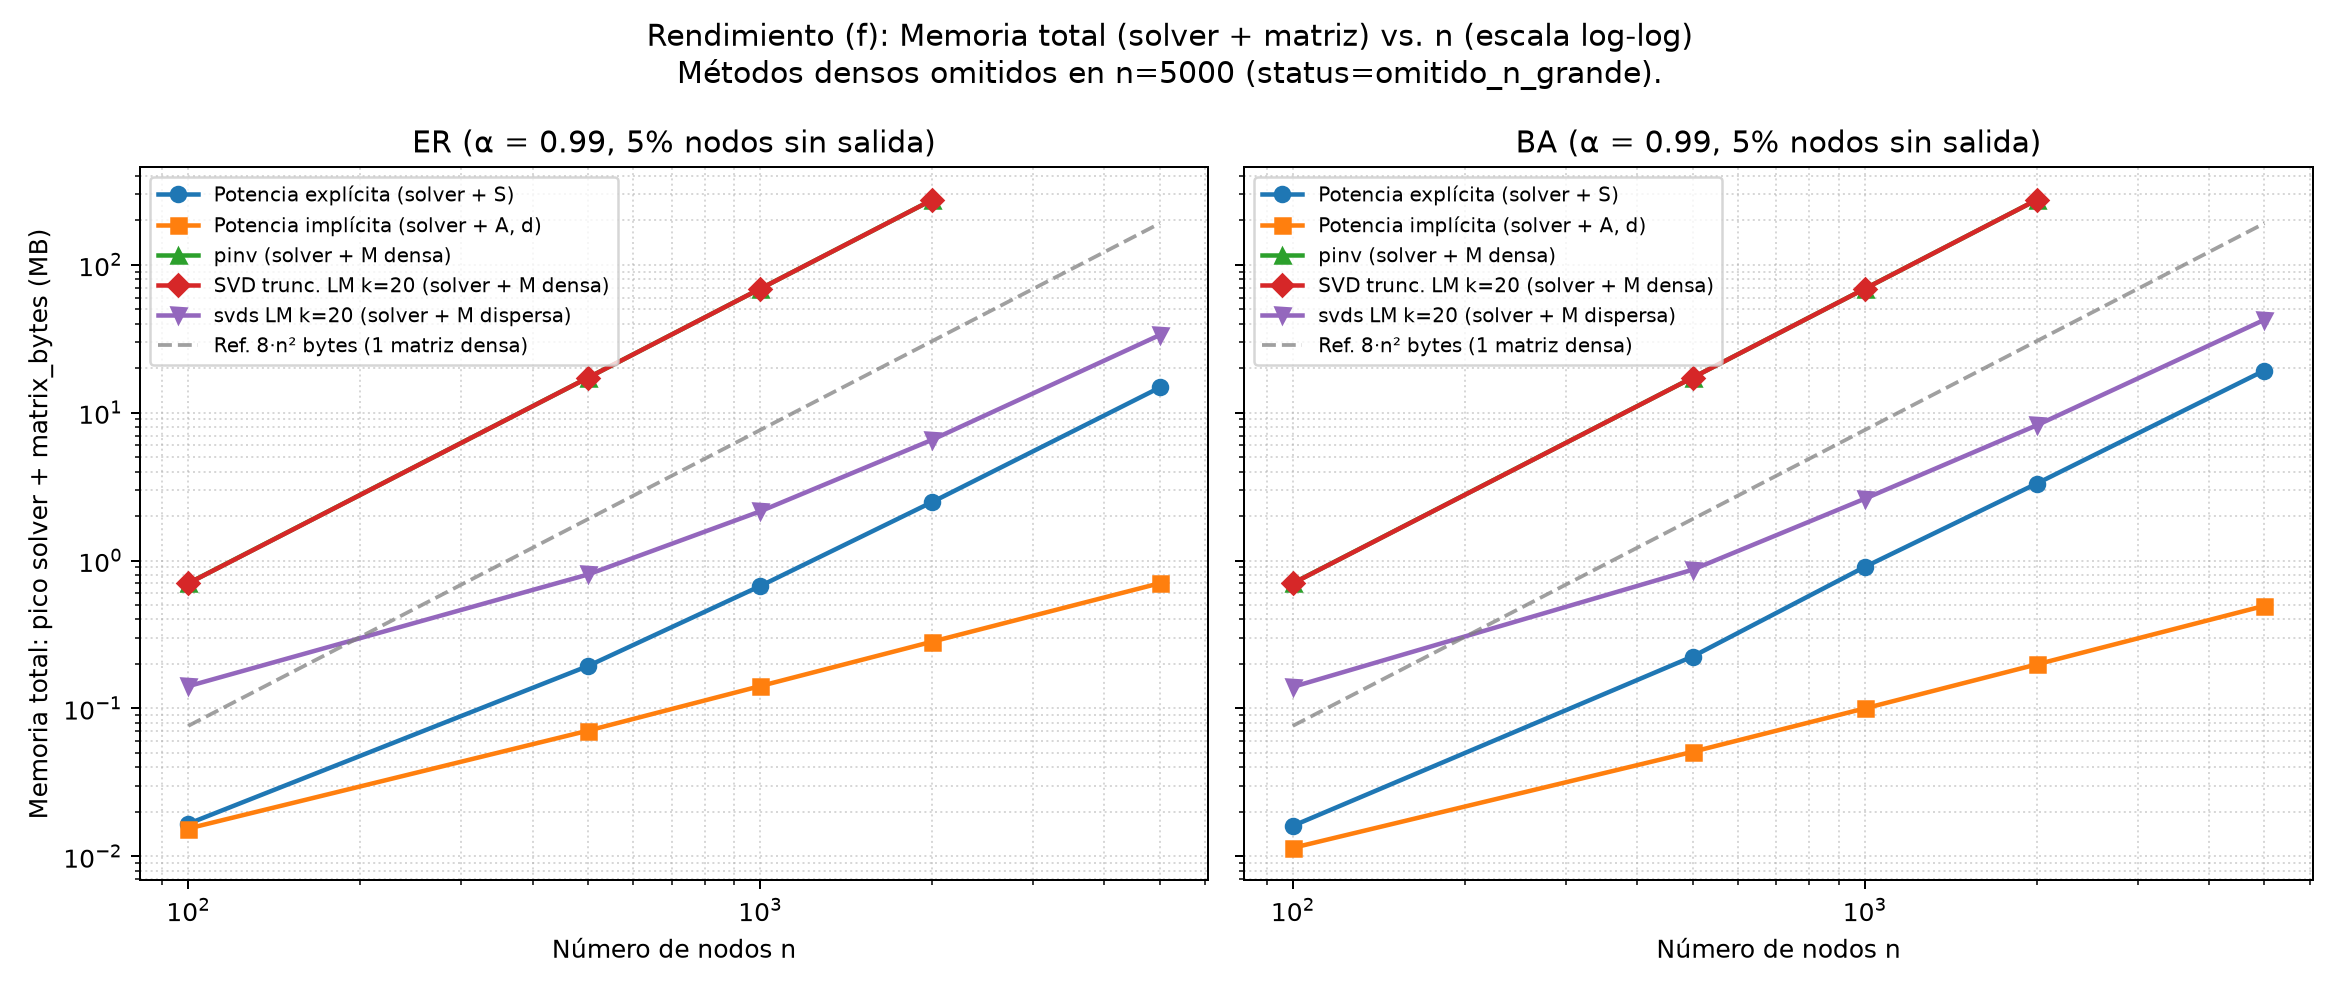 Rendimiento (f): Memoria total (solver + matriz) vs. n (escala log-log)
Métodos densos omitidos en n=5000 (status=omitido_n_grande).
ER (α = 0.99, 5% nodos sin salida)
Potencia explícita (solver + S)
Potencia implícita (solver + A, d)
pinv (solver + M densa)
SVD trunc. LM k=20 (solver + M densa)
svds LM k=20 (solver + M dispersa)
Ref. 8·n² bytes (1 matriz densa)
Memoria total: pico solver + matrix_bytes (MB)
10²
10¹
10⁰
10⁻¹
10⁻²
10²
10³
Número de nodos n
BA (α = 0.99, 5% nodos sin salida)
Potencia explícita (solver + S)
Potencia implícita (solver + A, d)
pinv (solver + M densa)
SVD trunc. LM k=20 (solver + M densa)
svds LM k=20 (solver + M dispersa)
Ref. 8·n² bytes (1 matriz densa)
10²
10³
Número de nodos n